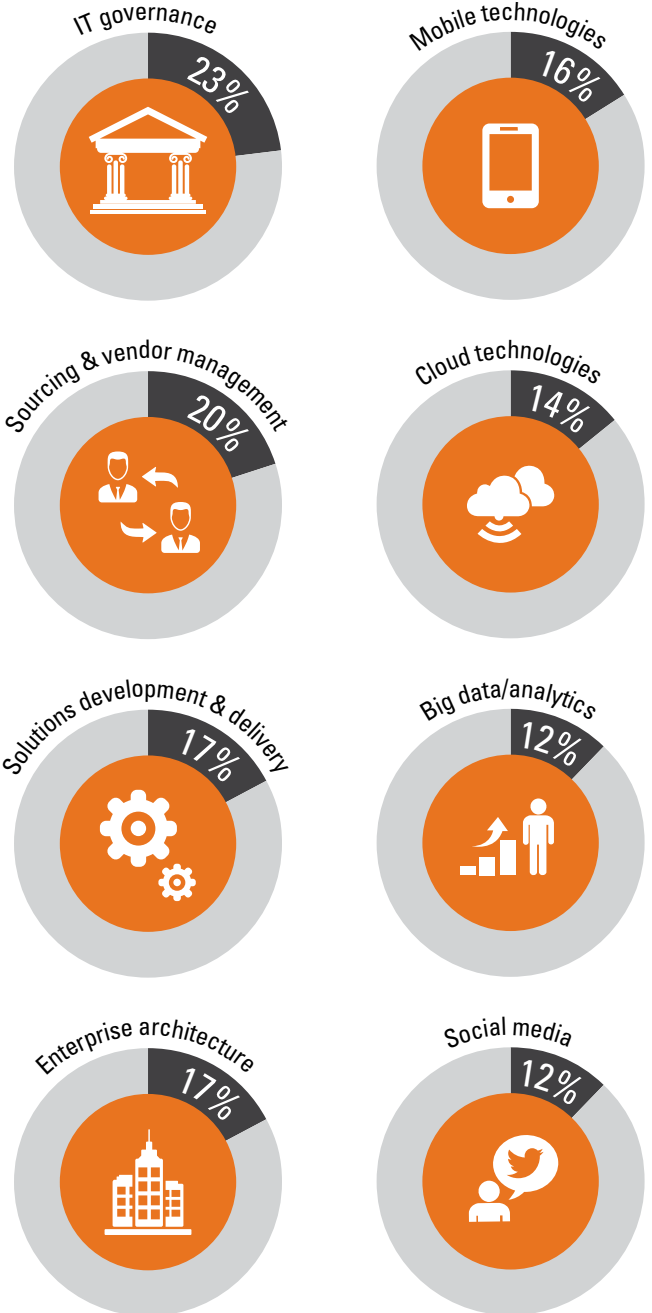 IT governance
23%
Mobile technologies
16%
Sourcing & vendor management
20%
Cloud technologies
14%
Solutions development & delivery
17%
Big data/analytics
12%
Enterprise architecture
17%
Social media
12%